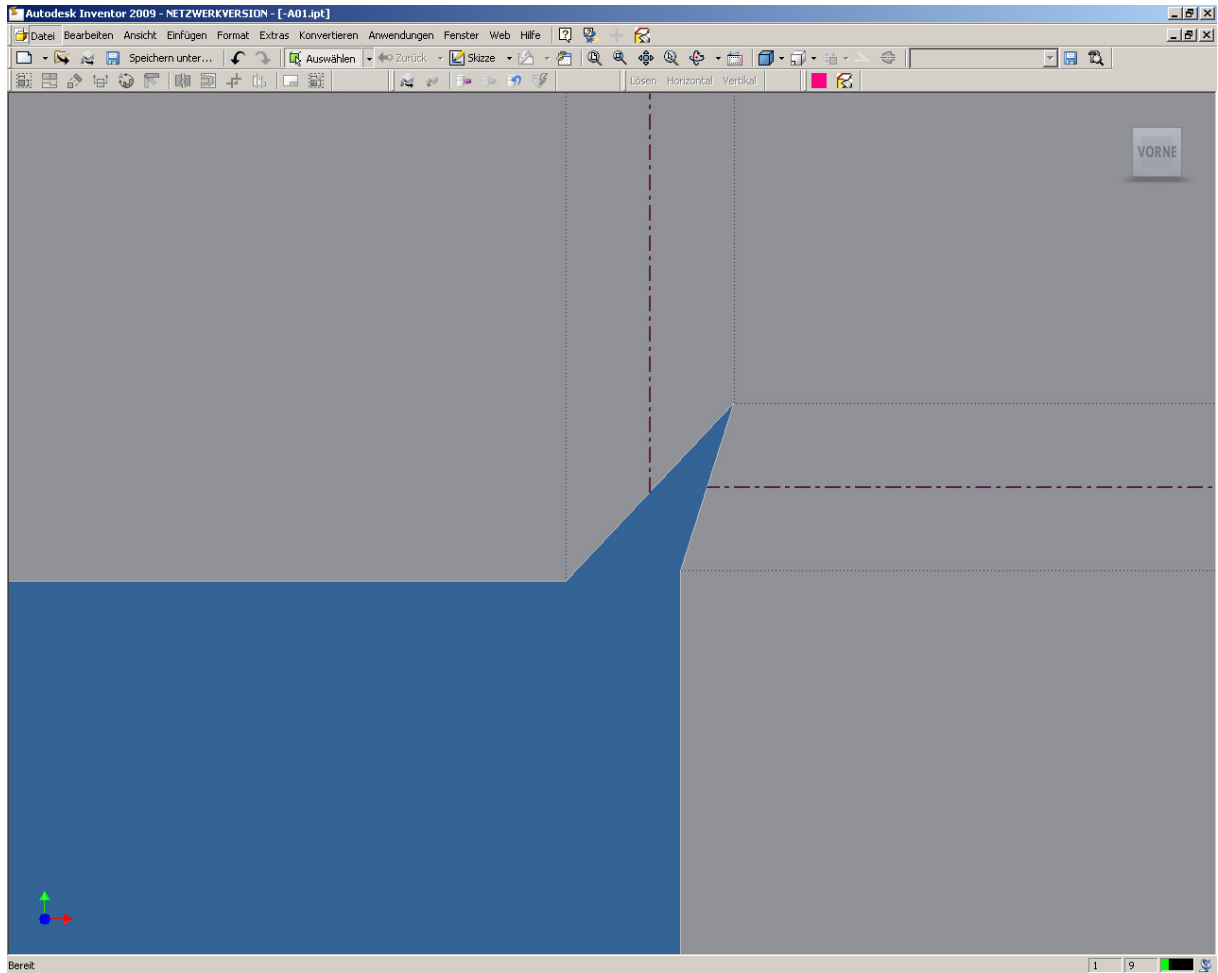 Autodesk Inventor 2009 - NETZWERKVERSION - [-A01.ipt]
Datei Bearbeiten Ansicht Einfügen Format Extras Konvertieren Anwendungen Fenster Web Hilfe
Speichern unter... Auswählen Zurück Skizze
Lösen Horizontal Vertikal
VORNE
Bereit 1 9